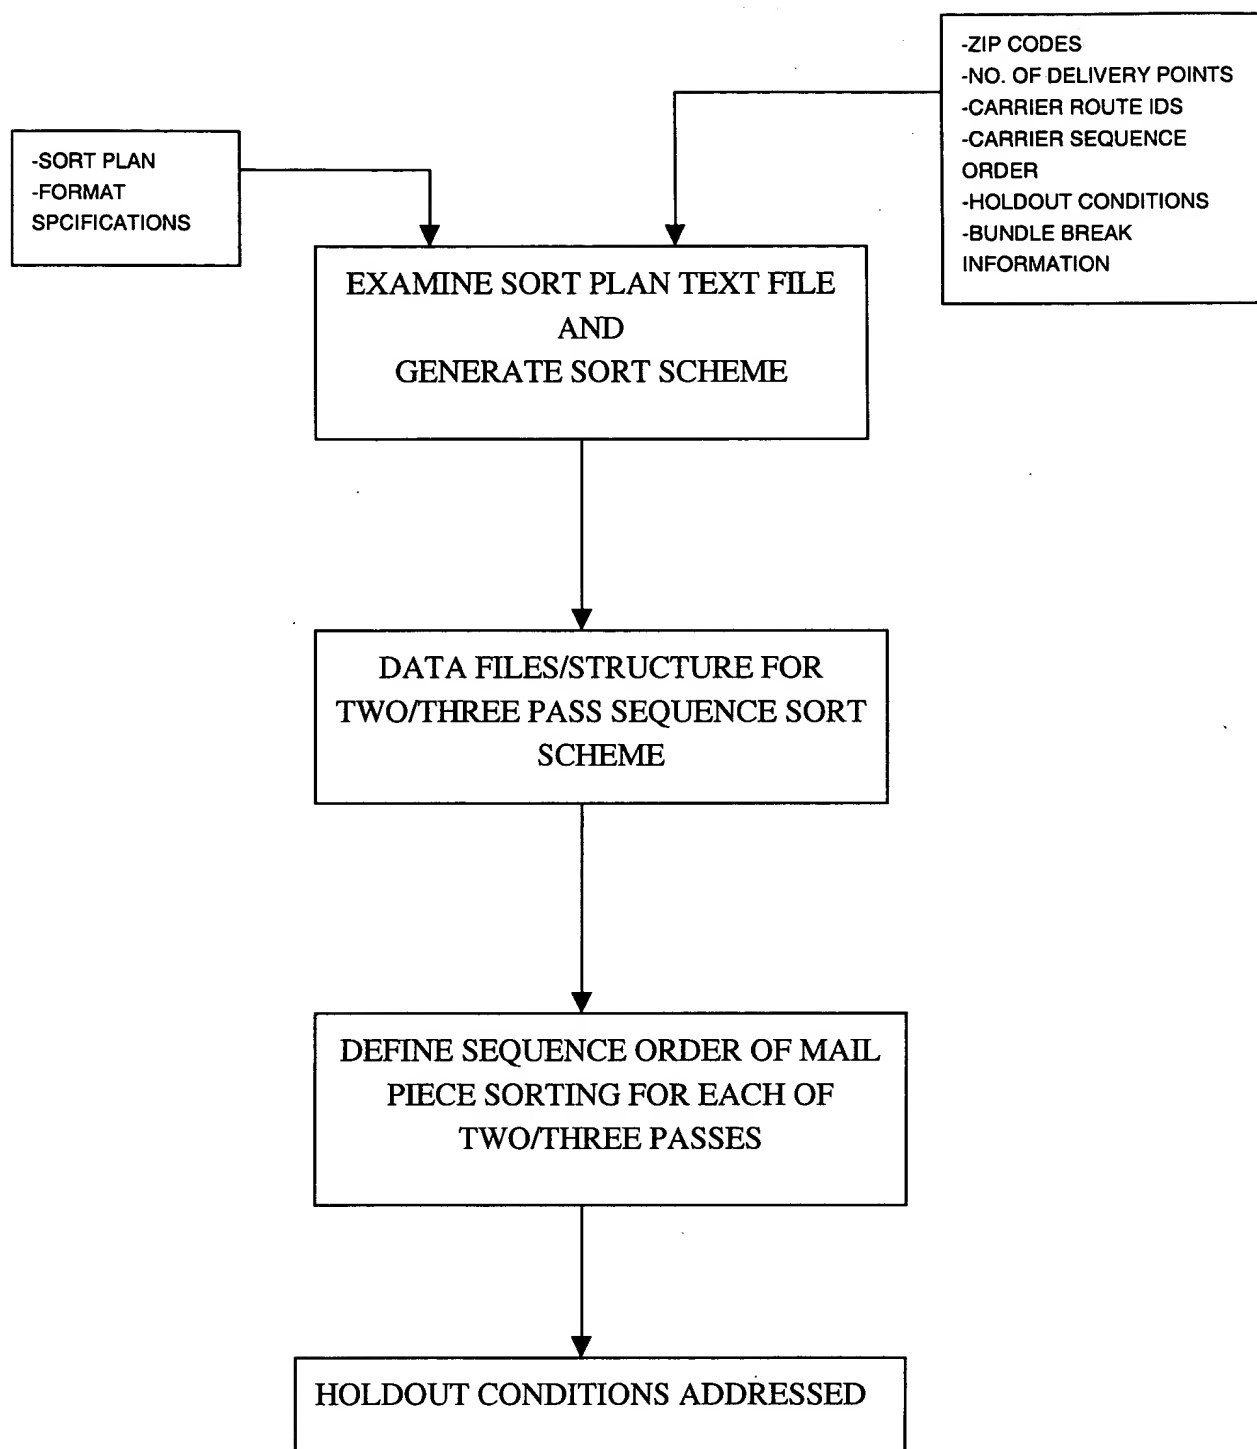 -ZIP CODES
-NO. OF DELIVERY POINTS
-CARRIER ROUTE IDS
-CARRIER SEQUENCE
ORDER
-HOLDOUT CONDITIONS
-BUNDLE BREAK
INFORMATION
-SORT PLAN
-FORMAT
SPCIFICATIONS
EXAMINE SORT PLAN TEXT FILE
AND
GENERATE SORT SCHEME
DATA FILES/STRUCTURE FOR
TWO/THREE PASS SEQUENCE SORT
SCHEME
DEFINE SEQUENCE ORDER OF MAIL
PIECE SORTING FOR EACH OF
TWO/THREE PASSES
HOLDOUT CONDITIONS ADDRESSED